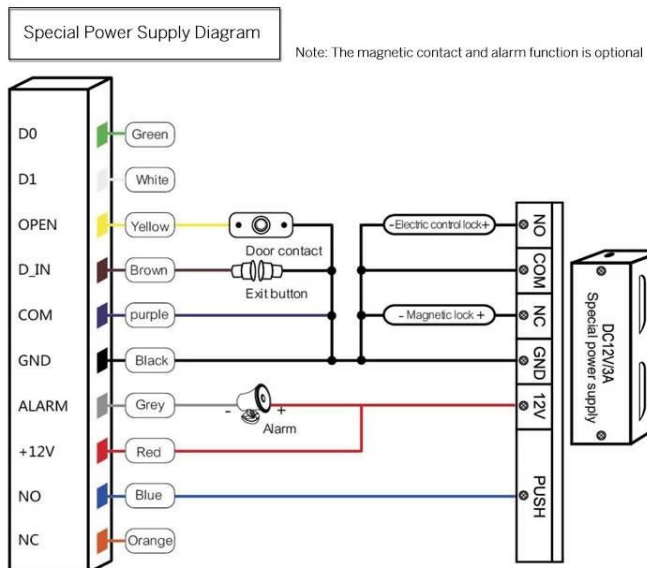 Special Power Supply Diagram
Note: The magnetic contact and alarm function is optional
D0
Green
D1
White
OPEN
Yellow
Door contact
-Electric control lock+
NO
D_IN
Brown
Exit button
COM
COM
purple
- Magnetic lock +
NC
GND
Black
GND
ALARM
Grey
- +
Alarm
12V
+12V
Red
NO
Blue
PUSH
NC
Orange
DC12V/3A
Special power supply